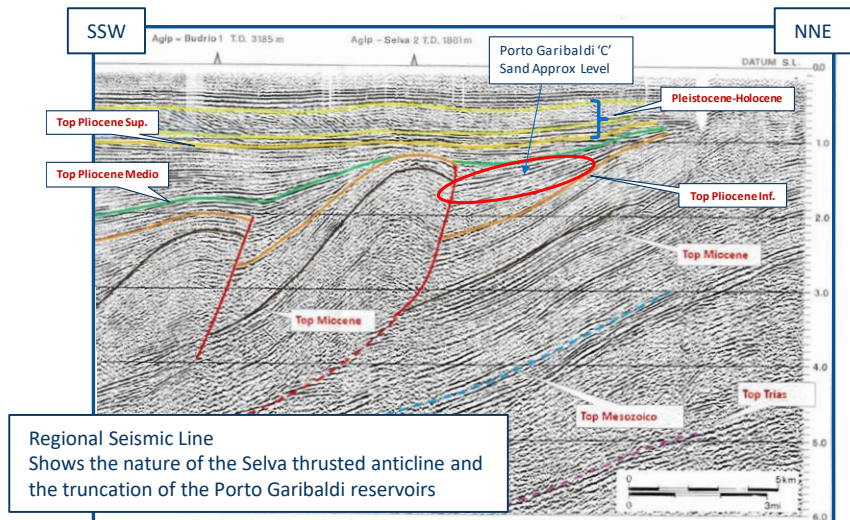 SSW
NNE
Agip – Budrio 1 T.D. 3185 m
Agip – Selva 2 T.D. 1801m
Porto Garibaldi ‘C’
Sand Approx Level
DATUM S.L.
0.0
Pleistocene-Holocene
Top Pliocene Sup.
1.0
Top Pliocene Medio
Top Pliocene Inf.
2.0
Top Miocene
3.0
Top Miocene
4.0
Top Trias
Top Mesozoico
Regional Seismic Line
Shows the nature of the Selva thrusted anticline and
the truncation of the Porto Garibaldi reservoirs
5.0
0
5km
0
3mi
6.0